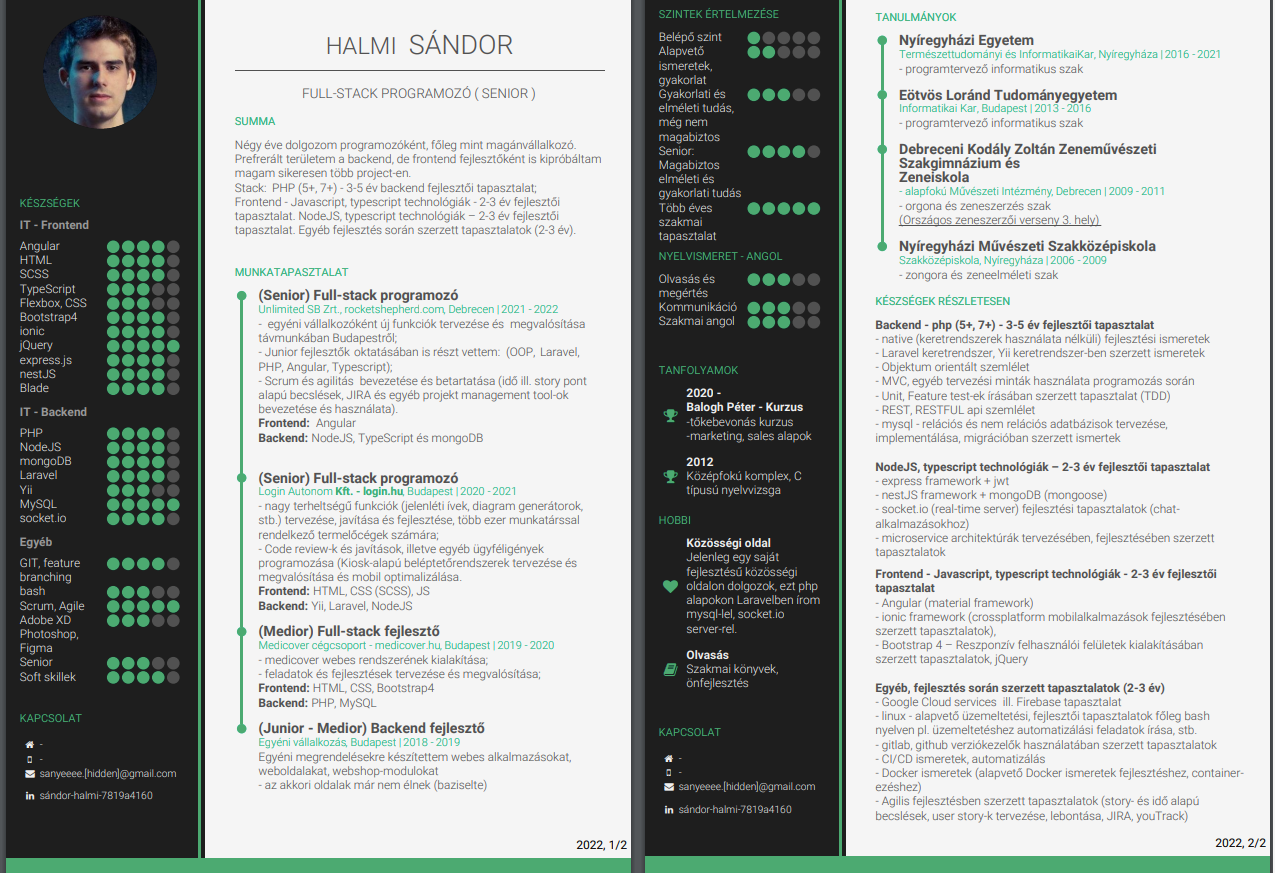 KÉSZSÉGEK
IT - Frontend
Angular
HTML
SCSS
TypeScript
Flexbox, CSS
Bootstrap4
ionic
jQuery
express.js
nestJS
Blade
IT - Backend
PHP
NodeJS
mongoDB
Laravel
Yii
MySQL
socket.io
Egyéb
GIT, feature
branching
bash
Scrum, Agile
Adobe XD
Photoshop,
Figma
Senior
Soft skillek
KAPCSOLAT
-
-
sanyeeee.[hidden]@gmail.com
sándor-halmi-7819a4160
HALMI SÁNDOR
FULL-STACK PROGRAMOZÓ ( SENIOR )
SUMMA
Négy éve dolgozom programozóként, főleg mint magánvállalkozó.
Prefrerált területem a backend, de frontend fejlesztőként is kipróbáltam
magam sikeresen több project-en.
Stack: PHP (5+, 7+) - 3-5 év backend fejlesztői tapasztalat;
Frontend - Javascript, typescript technológiák - 2-3 év fejlesztői
tapasztalat. NodeJS, typescript technológiák – 2-3 év fejlesztői
tapasztalat. Egyéb fejlesztés során szerzett tapasztalatok (2-3 év).
MUNKATAPASZTALAT
(Senior) Full-stack programozó
Unlimited SB Zrt., rocketshepherd.com, Debrecen | 2021 - 2022
- egyéni vállalkozóként új funkciók tervezése és megvalósítása
távmunkában Budapestről;
- Junior fejlesztők oktatásában is részt vettem: (OOP, Laravel,
PHP, Angular, Typescript);
- Scrum és agilitás bevezetése és betartatása (idő ill. story pont
alapú becslések, JIRA és egyéb projekt management tool-ok
bevezetése és használata).
Frontend: Angular
Backend: NodeJS, TypeScript és mongoDB
(Senior) Full-stack programozó
Login Autonom Kft. - login.hu, Budapest | 2020 - 2021
- nagy terheltségű funkciók (jelenléti ívek, diagram generátorok,
stb.) tervezése, javítása és fejlesztése, több ezer munkatárssal
rendelkező termelőcégek számára;
- Code review-k és javítások, illetve egyéb ügyféligények
programozása (Kiosk-alapú beléptetőrendszerek tervezése és
megvalósítása és mobil optimalizálása.
Frontend: HTML, CSS (SCSS), JS
Backend: Yii, Laravel, NodeJS
(Medior) Full-stack fejlesztő
Medicover cégcsoport - medicover.hu, Budapest | 2019 - 2020
- medicover webes rendszerének kialakítása;
- feladatok és fejlesztések tervezése és megvalósítása;
Frontend: HTML, CSS, Bootstrap4
Backend: PHP, MySQL
(Junior - Medior) Backend fejlesztő
Egyéni vállalkozás, Budapest | 2018 - 2019
Egyéni megrendelésekre készítettem webes alkalmazásokat,
weboldalakat, webshop-modulokat
- az akkori oldalak már nem élnek (baziselte)
2022, 1/2
SZINTEK ÉRTELMEZÉSE
Belépő szint
Alapvető
ismeretek,
gyakorlat
Gyakorlati és
elméleti tudás,
még nem
magabiztos
Senior:
Magabiztos
elméleti és
gyakorlati tudás
Több éves
szakmai
tapasztalat
NYELVISMERET - ANGOL
Olvasás és
megértés
Kommunikáció
Szakmai angol
TANFOLYAMOK
2020 -
Balogh Péter - Kurzus
-tőkebevonás kurzus
-marketing, sales alapok
2012
Középfokú komplex, C
típusú nyelvvizsga
HOBBI
Közösségi oldal
Jelenleg egy saját
fejlesztésű közösségi
oldalon dolgozok, ezt php
alapokon Laravelben írom
mysql-lel, socket.io
server-rel.
Olvasás
Szakmai könyvek,
önfejlesztés
KAPCSOLAT
-
-
sanyeeee.[hidden]@gmail.com
sándor-halmi-7819a4160
TANULMÁNYOK
Nyíregyházi Egyetem
Természettudományi és InformatikaiKar, Nyíregyháza | 2016 - 2021
- programtervező informatikus szak
Eötvös Loránd Tudományegyetem
Informatikai Kar, Budapest | 2013 - 2016
- programtervező informatikus szak
Debreceni Kodály Zoltán Zeneművészeti
Szakgimnázium és
Zeneiskola
- alapfokú Művészeti Intézmény, Debrecen | 2009 - 2011
- orgona és zeneszerzés szak
(Országos zeneszerzői verseny 3. hely)
Nyíregyházi Művészeti Szakközépiskola
Szakközépiskola, Nyíregyháza | 2006 - 2009
- zongora és zeneelméleti szak
KÉSZSÉGEK RÉSZLETESEN
Backend - php (5+, 7+) - 3-5 év fejlesztői tapasztalat
- native (keretrendszerek használata nélküli) fejlesztési ismeretek
- Laravel keretrendszer, Yii keretrendszer-ben szerzett ismeretek
- Objektum orientált szemlélet
- MVC, egyéb tervezési minták használata programozás során
- Unit, Feature test-ek írásában szerzett tapasztalat (TDD)
- REST, RESTFUL api szemlélet
- mysql - relációs és nem relációs adatbázisok tervezése,
implementálása, migrációban szerzett ismertek
NodeJS, typescript technológiák – 2-3 év fejlesztői tapasztalat
- express framework + jwt
- nestJS framework + mongoDB (mongoose)
- socket.io (real-time server) fejlesztési tapasztalatok (chat-
alkalmazásokhoz)
- microservice architektúrák tervezésében, fejlesztésében szerzett
tapasztalatok
Frontend - Javascript, typescript technológiák - 2-3 év fejlesztői
tapasztalat
- Angular (material framework)
- ionic framework (crossplatform mobilalkalmazások fejlesztésében
szerzett tapasztalatok),
- Bootstrap 4 – Reszponzív felhasználói felületek kialakításában
szerzett tapasztalatok, jQuery
Egyéb, fejlesztés során szerzett tapasztalatok (2-3 év)
- Google Cloud services ill. Firebase tapasztalat
- linux - alapvető üzemeltetési, fejlesztői tapasztalatok főleg bash
nyelven pl. üzemeltetéshez automatizálási feladatok írása, stb.
- gitlab, github verziókezelők használatában szerzett tapasztalatok
- CI/CD ismeretek, automatizálás
- Docker ismeretek (alapvető Docker ismeretek fejlesztéshez, container-
ezéshez)
- Agilis fejlesztésben szerzett tapasztalatok (story- és idő alapú
becslések, user story-k tervezése, lebontása, JIRA, youTrack)
2022, 2/2